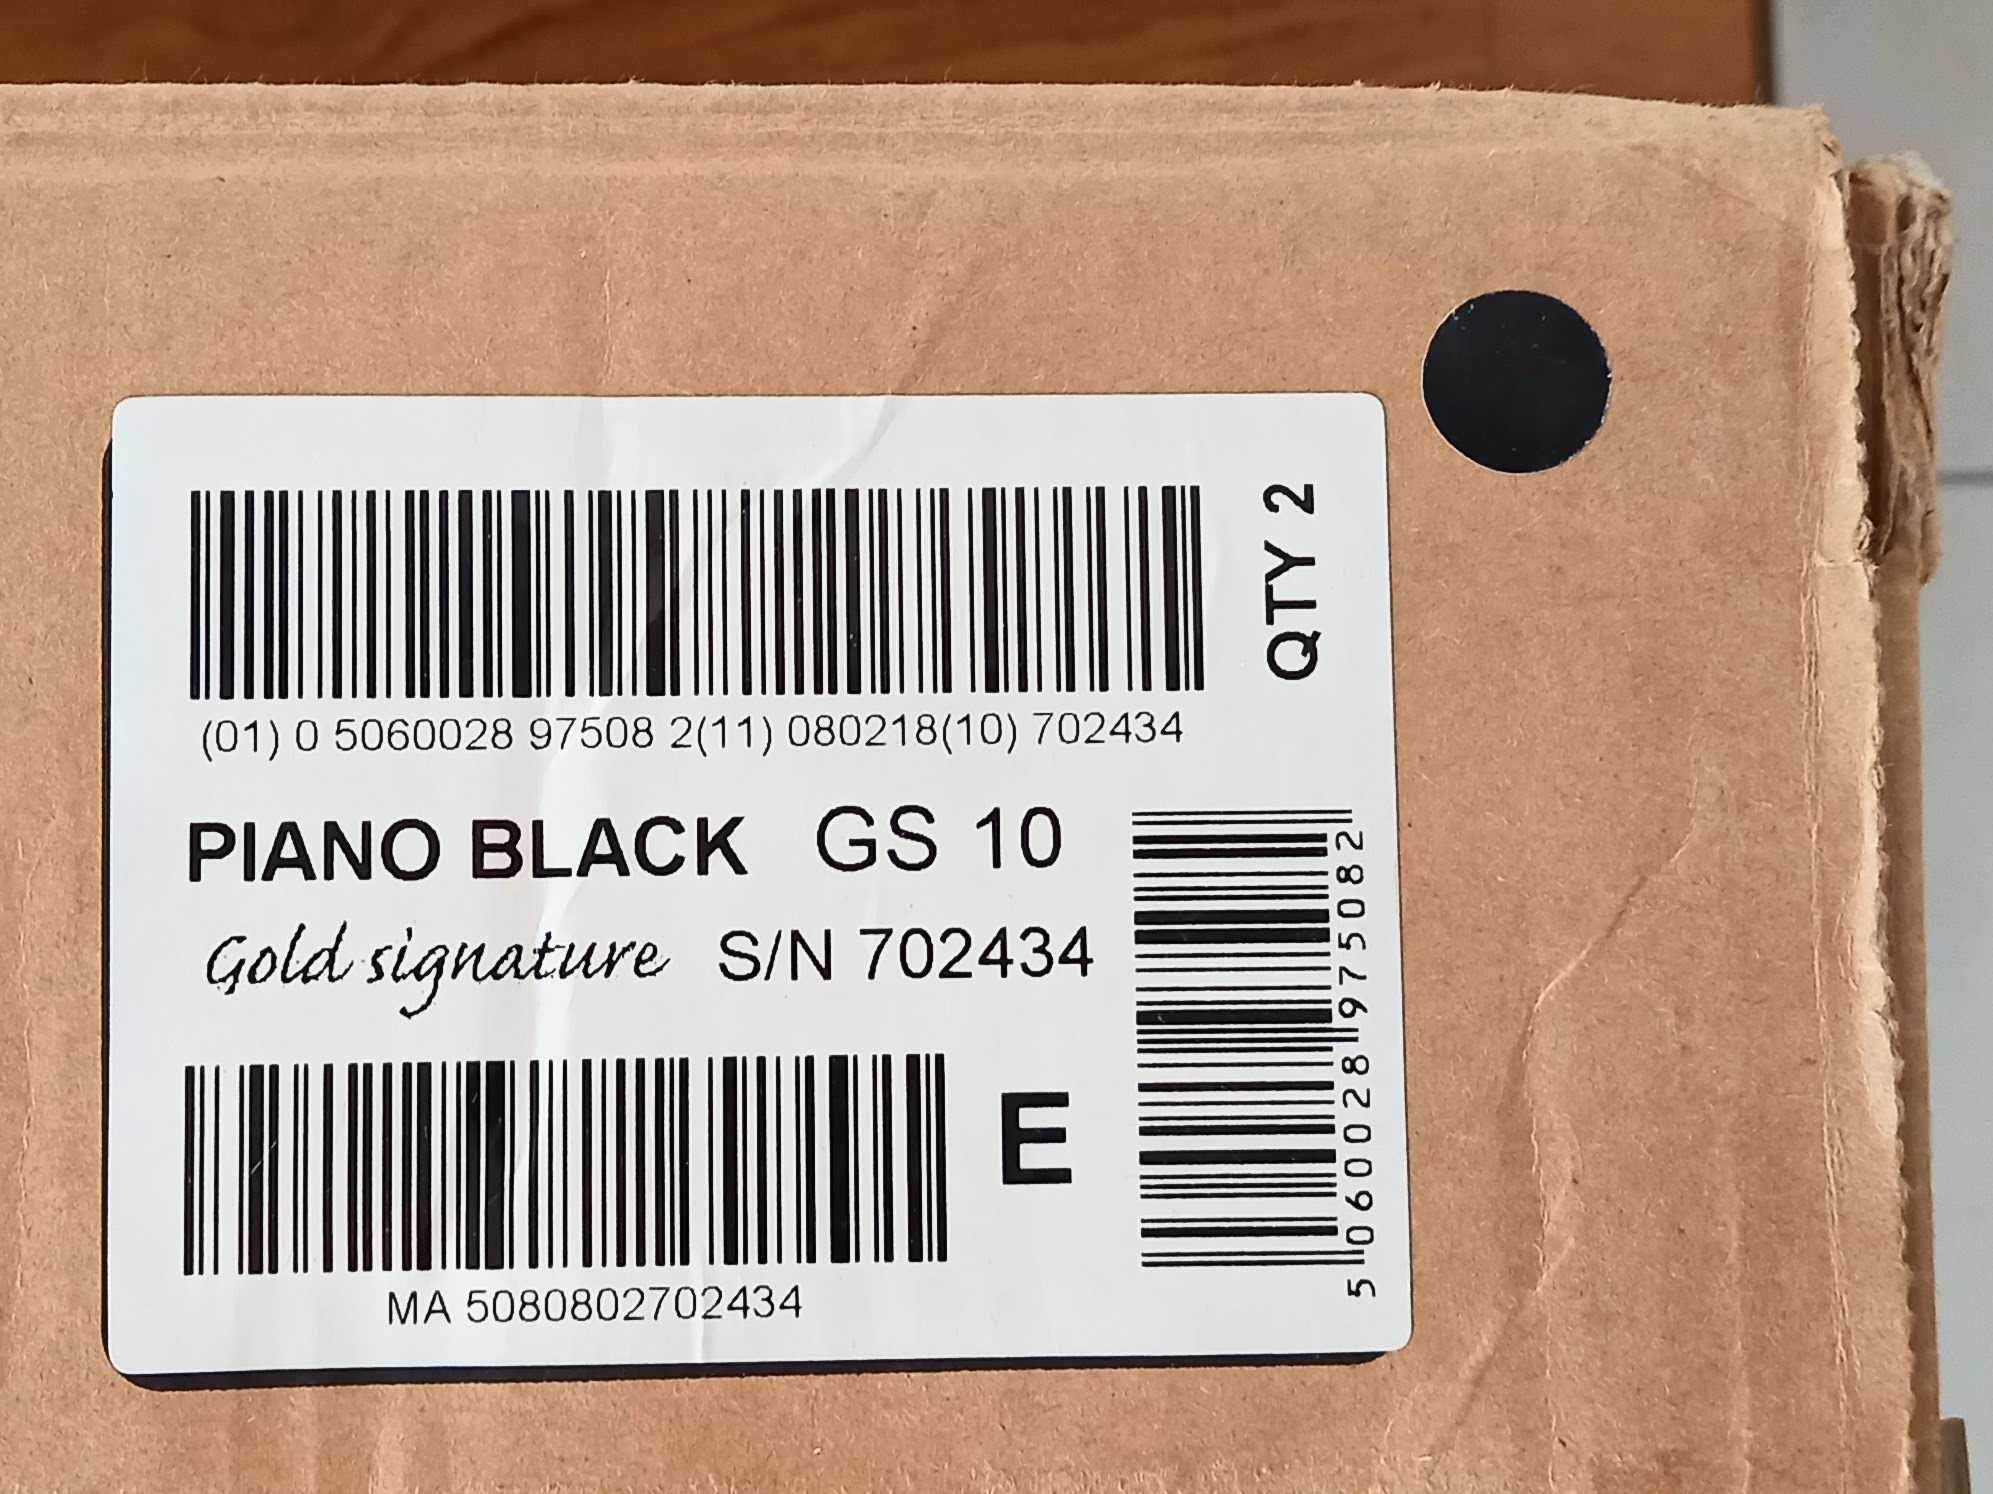 (01) 0 5060028 97508 2(11) 080218(10) 702434
QTY 2
PIANO BLACK GS 10
Gold signature S/N 702434
5 060028 975082
E
MA 5080802702434